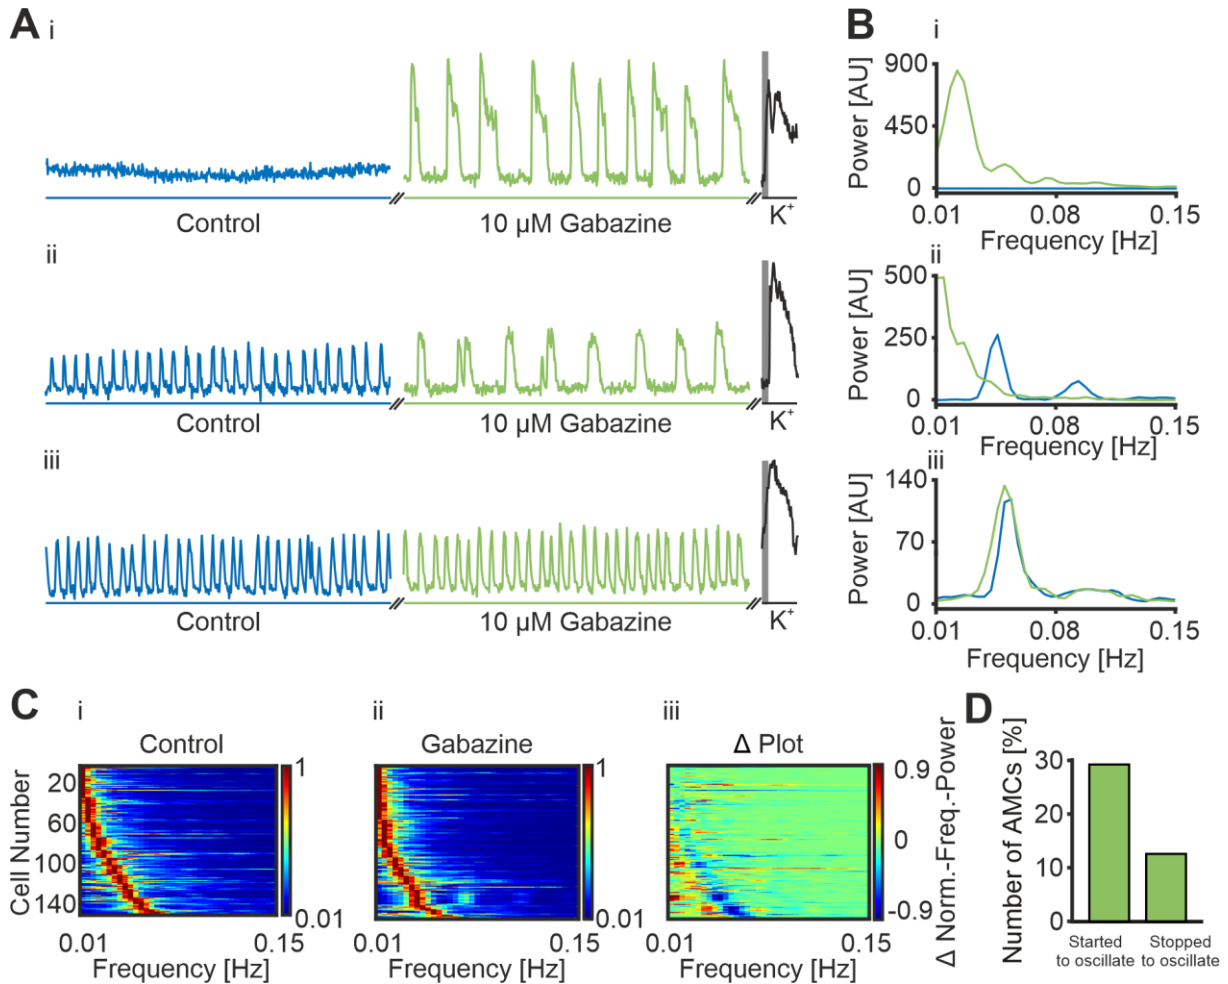 A
i
Control
10 µM Gabazine
K+
ii
Control
10 µM Gabazine
K+
iii
Control
10 µM Gabazine
K+
B
i
Power [AU]
900
450
0
0.01
0.08
0.15
Frequency [Hz]
ii
Power [AU]
500
250
0
0.01
0.08
0.15
Frequency [Hz]
iii
Power [AU]
140
70
0
0.01
0.08
0.15
Frequency [Hz]
C
i
Control
Cell Number
20
60
100
140
1
0.01
0.01
0.15
Frequency [Hz]
ii
Gabazine
1
0.01
0.01
0.15
Frequency [Hz]
iii
Δ Plot
0.9
0
-0.9
Δ Norm.-Freq.-Power
0.01
0.15
Frequency [Hz]
D
Number of AMCs [%]
30
20
10
0
Started
to oscillate
Stopped
to oscillate